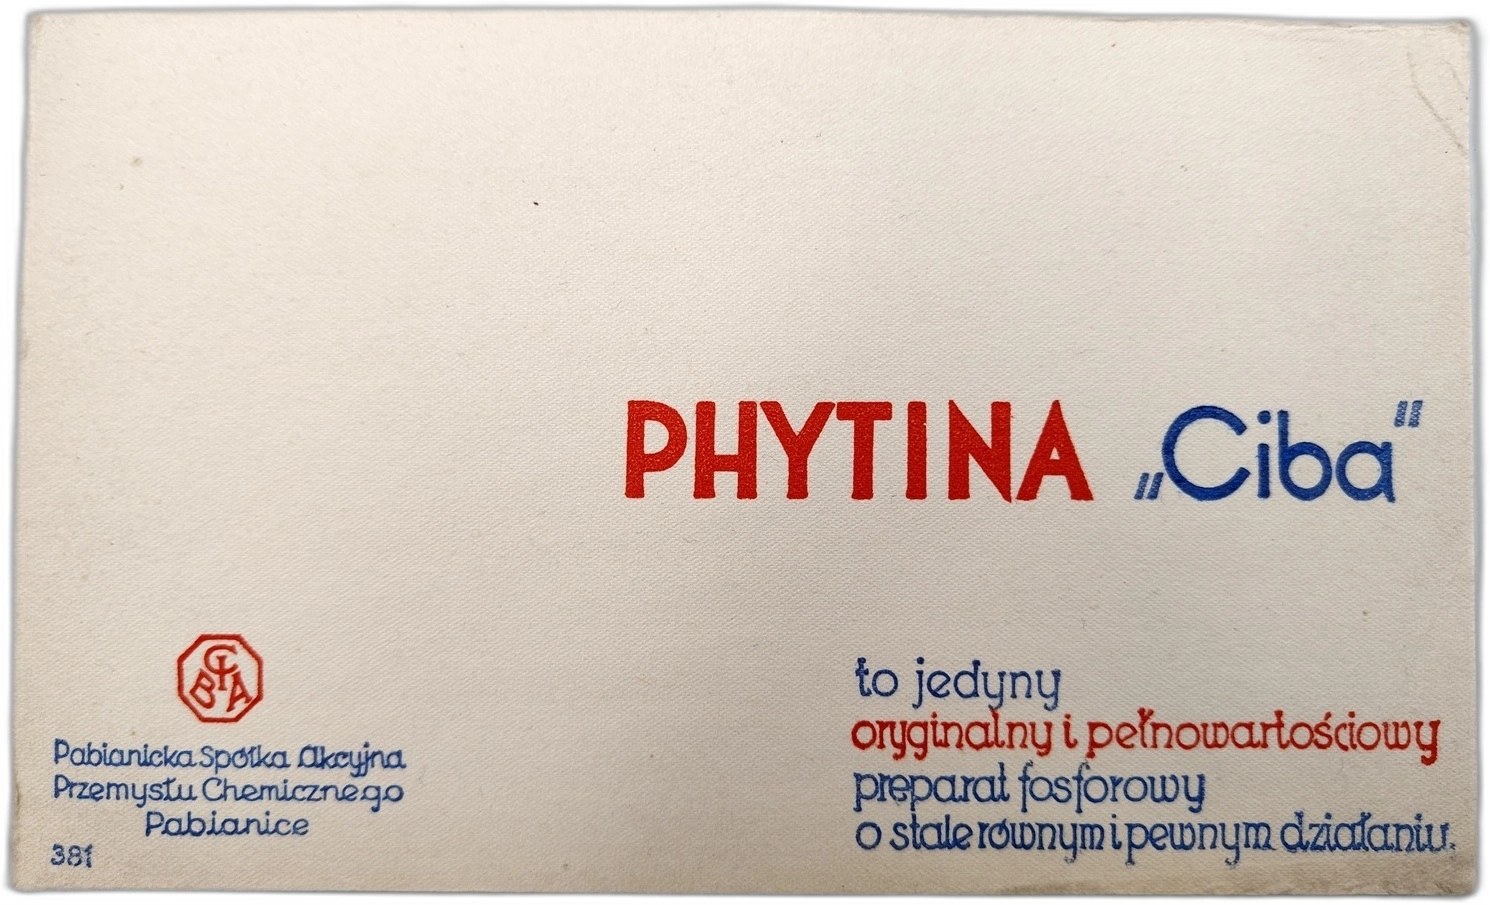 PHYTINA „Ciba"
to jedyny
oryginalny i pełnowartościowy
preparat fosforowy
o stale równym i pewnym działaniu.
CIBA
Pabianicka Spółka Akcyjna
Przemysłu Chemicznego
Pabianice
381